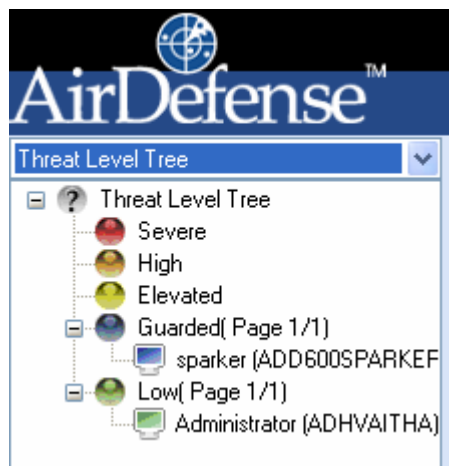 AirDefense™
Threat Level Tree
? Threat Level Tree
Severe
High
Elevated
Guarded( Page 1/1)
sparker (ADD600SPARKEF
Low( Page 1/1)
Administrator (ADHVAITHA)